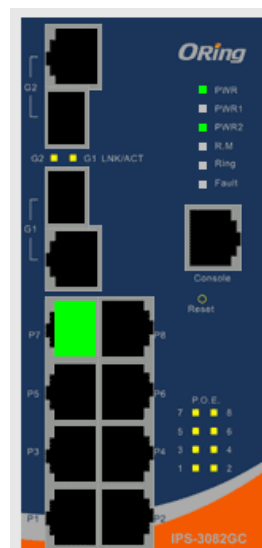 ORing
PWR
G2
PWR1
PWR2
G2 G1 LNK/ACT
R.M
Ring
Fault
G1
Console
Reset
P7 P8
P5 P6
P.O.E.
7 8
5 6
P3 P4
3 4
1 2
P1 P2
IPS-3082GC